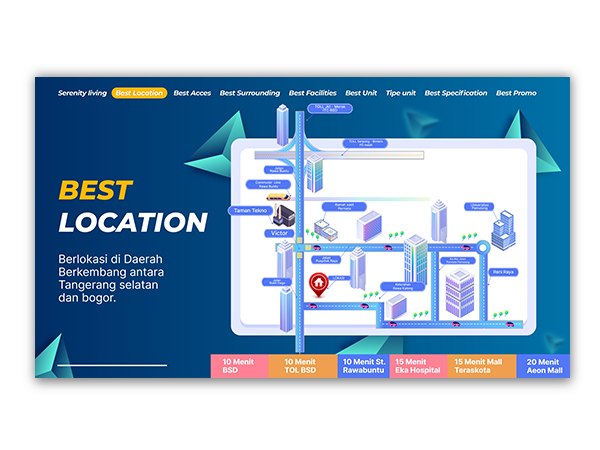 Serenity living Best Location Best Acces Best Surrounding Best Facilities Best Unit Tipe unit Best Specification Best Promo
BEST
LOCATION
Berlokasi di Daerah
Berkembang antara
Tangerang selatan
dan bogor.
Taman Tekno
Victor
LOKASI
Reni Raya
10 Menit
BSD
10 Menit
TOL BSD
10 Menit St.
Rawabuntu
15 Menit
Eka Hospital
15 Menit Mall
Teraskota
20 Menit
Aeon Mall